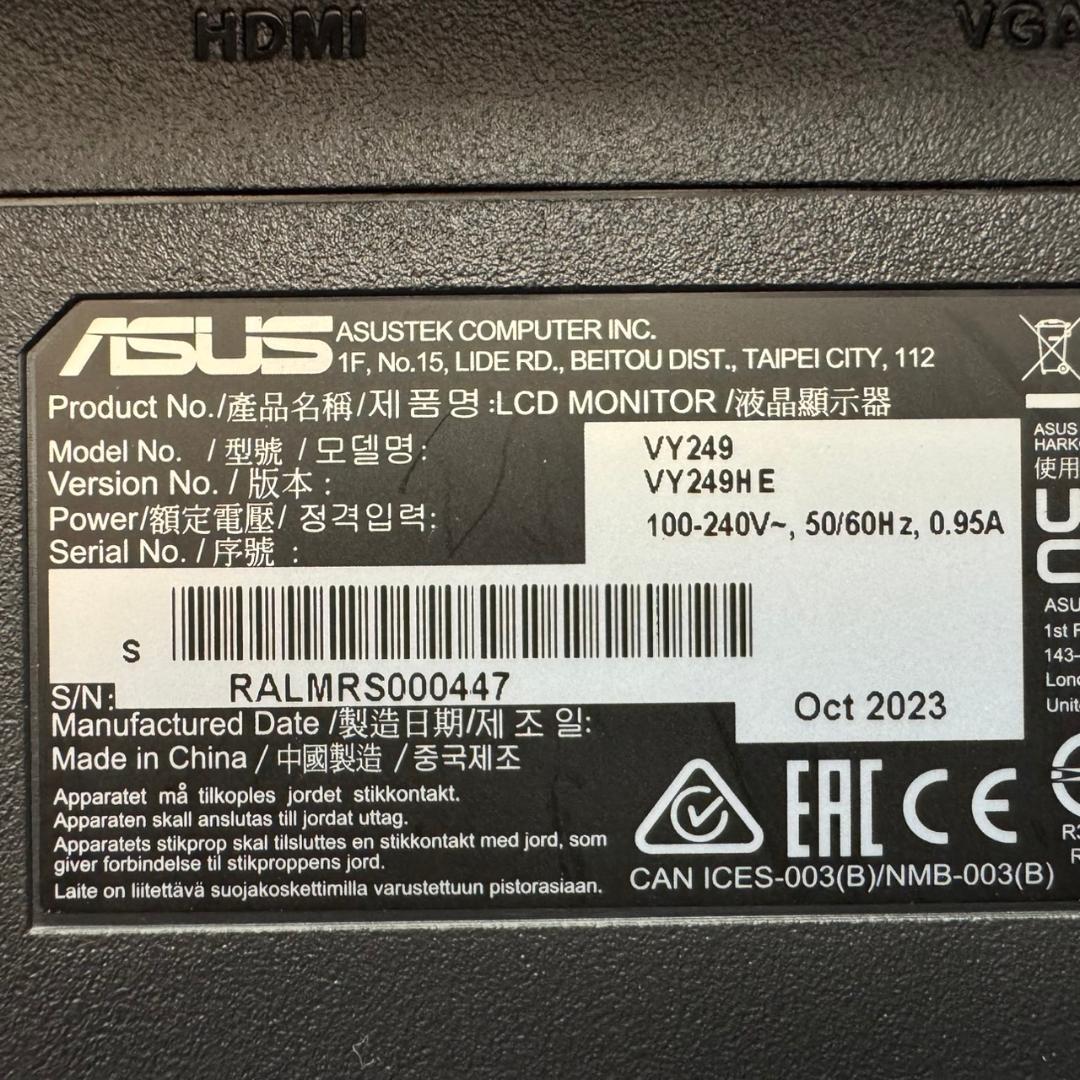 HDMI
VGA
ASUS ASUSTEK COMPUTER INC.
1F, No.15, LIDE RD., BEITOU DIST., TAIPEI CITY, 112
Product No./產品名稱/제품명:LCD MONITOR /液晶顯示器
Model No. / 型號 / 모델명: VY249
Version No. / 版本 : VY249HE
Power/額定電壓/ 정격입력: 100-240V~, 50/60Hz, 0.95A
Serial No. / 序號 :
S
S/N: RALMRS000447
Manufactured Date /製造日期/제 조 일: Oct 2023
Made in China / 中國製造 / 중국제조
Apparatet må tilkoples jordet stikkontakt.
Apparaten skall anslutas till jordat uttag.
Apparatets stikprop skal tilsluttes en stikkontakt med jord, som
giver forbindelse til stikproppens jord.
Laite on liitettävä suojakoskettimilla varustettuun pistorasiaan.
EAC CE
CAN ICES-003(B)/NMB-003(B)
ASUS
使用
1st
143-